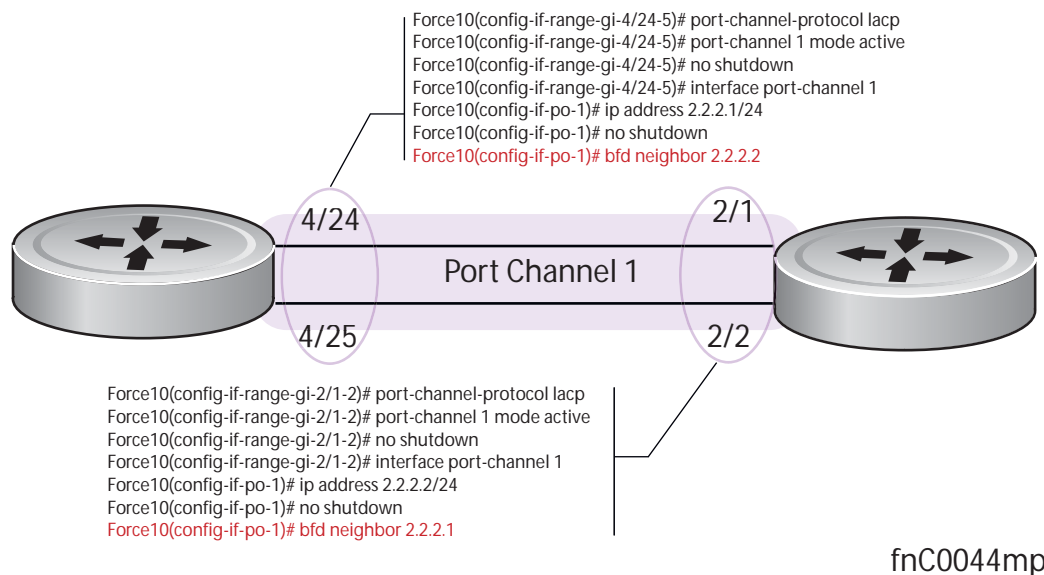 Force10(config-if-range-gi-4/24-5)# port-channel-protocol lacp
Force10(config-if-range-gi-4/24-5)# port-channel 1 mode active
Force10(config-if-range-gi-4/24-5)# no shutdown
Force10(config-if-range-gi-4/24-5)# interface port-channel 1
Force10(config-if-po-1)# ip address 2.2.2.1/24
Force10(config-if-po-1)# no shutdown
Force10(config-if-po-1)# bfd neighbor 2.2.2.2
4/24
2/1
Port Channel 1
4/25
2/2
Force10(config-if-range-gi-2/1-2)# port-channel-protocol lacp
Force10(config-if-range-gi-2/1-2)# port-channel 1 mode active
Force10(config-if-range-gi-2/1-2)# no shutdown
Force10(config-if-range-gi-2/1-2)# interface port-channel 1
Force10(config-if-po-1)# ip address 2.2.2.2/24
Force10(config-if-po-1)# no shutdown
Force10(config-if-po-1)# bfd neighbor 2.2.2.1
fnC0044mp